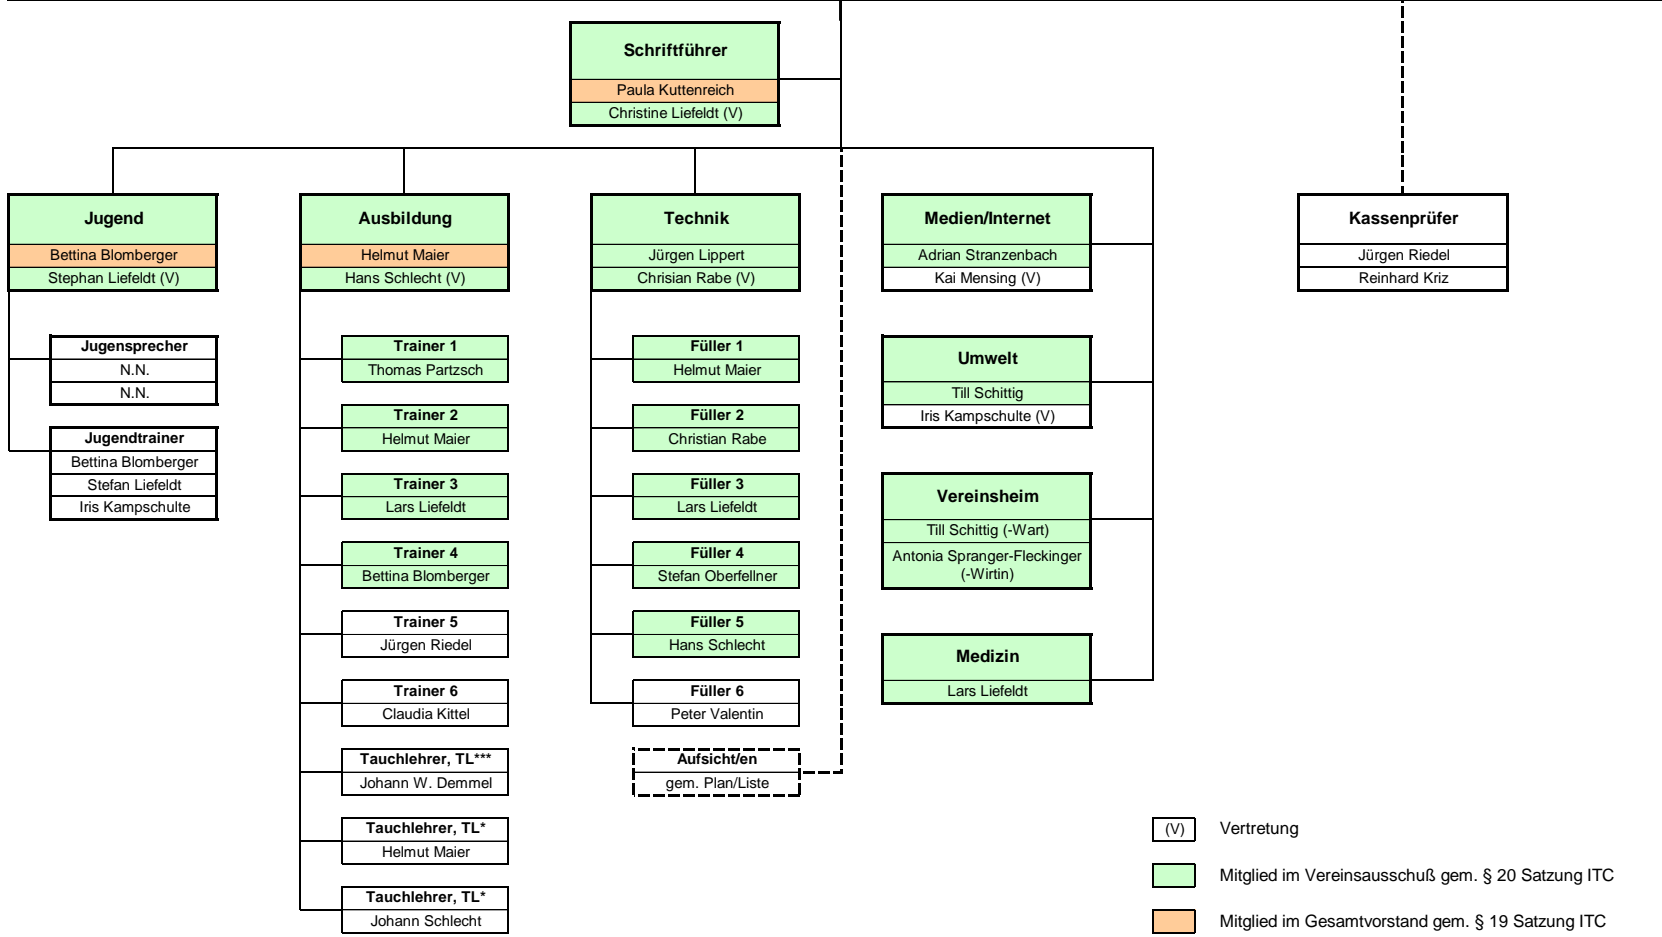 Schriftführer
Paula Kuttenreich
Christine Liefeldt (V)
Jugend
Bettina Blomberger
Stephan Liefeldt (V)
Jugensprecher
N.N.
N.N.
Jugendtrainer
Bettina Blomberger
Stefan Liefeldt
Iris Kampschulte
Ausbildung
Helmut Maier
Hans Schlecht (V)
Trainer 1
Thomas Partzsch
Trainer 2
Helmut Maier
Trainer 3
Lars Liefeldt
Trainer 4
Bettina Blomberger
Trainer 5
Jürgen Riedel
Trainer 6
Claudia Kittel
Tauchlehrer, TL***
Johann W. Demmel
Tauchlehrer, TL*
Helmut Maier
Tauchlehrer, TL*
Johann Schlecht
Technik
Jürgen Lippert
Chrisian Rabe (V)
Füller 1
Helmut Maier
Füller 2
Christian Rabe
Füller 3
Lars Liefeldt
Füller 4
Stefan Oberfellner
Füller 5
Hans Schlecht
Füller 6
Peter Valentin
Aufsicht/en
gem. Plan/Liste
Medien/Internet
Adrian Stranzenbach
Kai Mensing (V)
Umwelt
Till Schittig
Iris Kampschulte (V)
Vereinsheim
Till Schittig (-Wart)
Antonia Spranger-Fleckinger
(-Wirtin)
Medizin
Lars Liefeldt
Kassenprüfer
Jürgen Riedel
Reinhard Kriz
(V) Vertretung
Mitglied im Vereinsausschuß gem. § 20 Satzung ITC
Mitglied im Gesamtvorstand gem. § 19 Satzung ITC